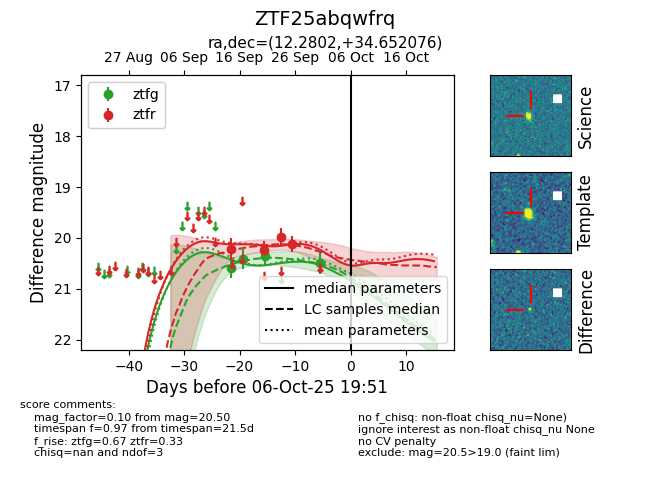 ZTF25abqwfrq
ra,dec=(12.2802,+34.652076)
27 Aug 06 Sep 16 Sep 26 Sep 06 Oct 16 Oct
17
18
19
20
21
22
Difference magnitude
ztfg
ztfr
median parameters
LC samples median
mean parameters
−40 −30 −20 −10 0 10
Days before 06-Oct-25 19:51
Science
Template
Difference
score comments:
mag_factor=0.10 from mag=20.50
timespan f=0.97 from timespan=21.5d
f_rise: ztfg=0.67 ztfr=0.33
chisq=nan and ndof=3
no f_chisq: non-float chisq_nu=None)
ignore interest as non-float chisq_nu None
no CV penalty
exclude: mag=20.5>19.0 (faint lim)